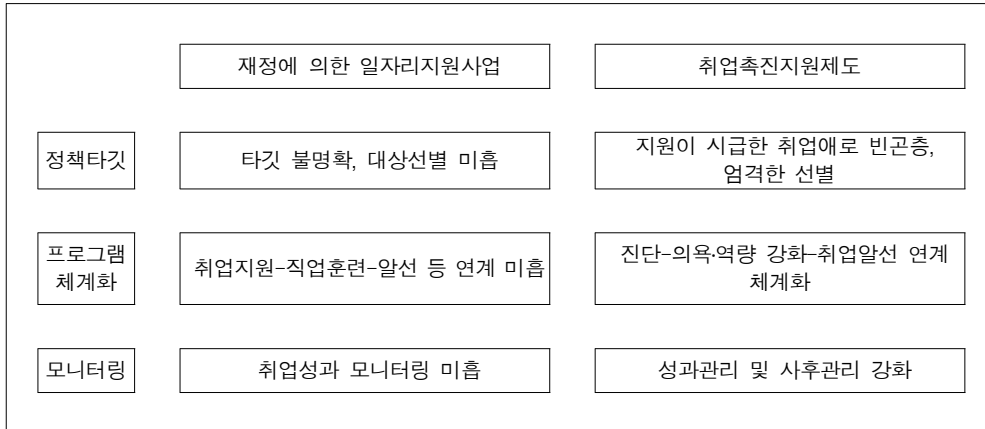 재정에 의한 일자리지원사업
취업촉진지원제도
정책타깃
타깃 불명확, 대상선별 미흡
지원이 시급한 취업애로 빈곤층,
엄격한 선별
프로그램
체계화
취업지원-직업훈련-알선 등 연계 미흡
진단-의욕·역량 강화-취업알선 연계
체계화
모니터링
취업성과 모니터링 미흡
성과관리 및 사후관리 강화